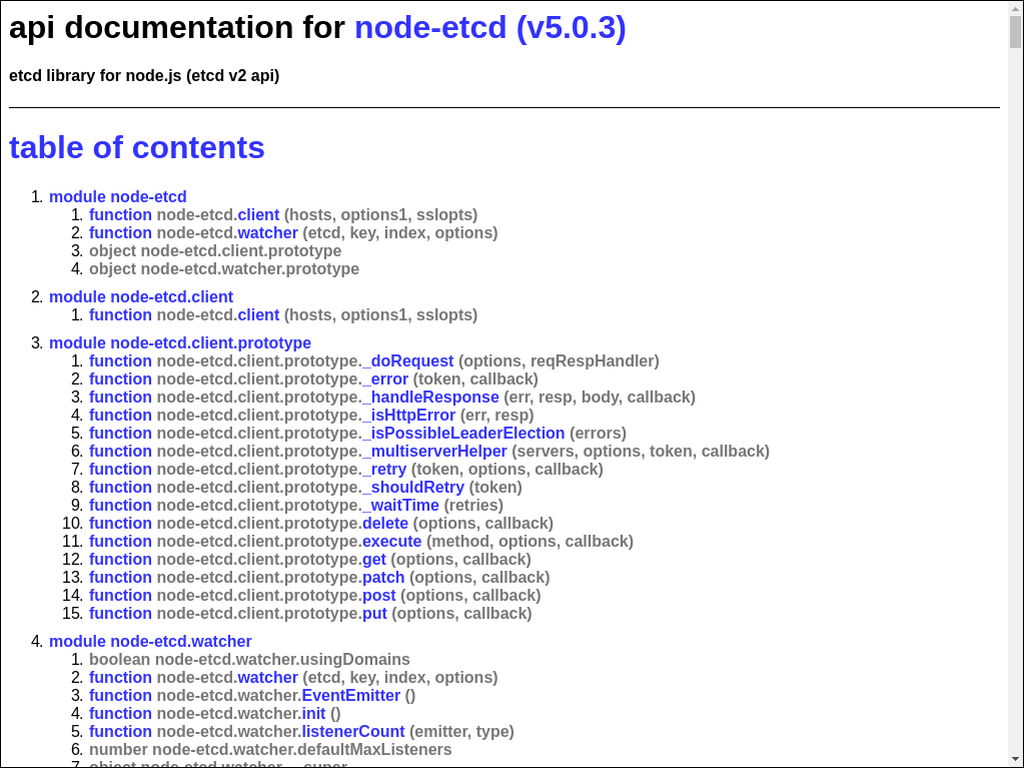 api documentation for node-etcd (v5.0.3)
etcd library for node.js (etcd v2 api)
table of contents
1. module node-etcd
1. function node-etcd.client (hosts, options1, sslopts)
2. function node-etcd.watcher (etcd, key, index, options)
3. object node-etcd.client.prototype
4. object node-etcd.watcher.prototype
2. module node-etcd.client
1. function node-etcd.client (hosts, options1, sslopts)
3. module node-etcd.client.prototype
1. function node-etcd.client.prototype._doRequest (options, reqRespHandler)
2. function node-etcd.client.prototype._error (token, callback)
3. function node-etcd.client.prototype._handleResponse (err, resp, body, callback)
4. function node-etcd.client.prototype._isHttpError (err, resp)
5. function node-etcd.client.prototype._isPossibleLeaderElection (errors)
6. function node-etcd.client.prototype._multiserverHelper (servers, options, token, callback)
7. function node-etcd.client.prototype._retry (token, options, callback)
8. function node-etcd.client.prototype._shouldRetry (token)
9. function node-etcd.client.prototype._waitTime (retries)
10. function node-etcd.client.prototype.delete (options, callback)
11. function node-etcd.client.prototype.execute (method, options, callback)
12. function node-etcd.client.prototype.get (options, callback)
13. function node-etcd.client.prototype.patch (options, callback)
14. function node-etcd.client.prototype.post (options, callback)
15. function node-etcd.client.prototype.put (options, callback)
4. module node-etcd.watcher
1. boolean node-etcd.watcher.usingDomains
2. function node-etcd.watcher (etcd, key, index, options)
3. function node-etcd.watcher.EventEmitter ()
4. function node-etcd.watcher.init ()
5. function node-etcd.watcher.listenerCount (emitter, type)
6. number node-etcd.watcher.defaultMaxListeners
7. object node-etcd.watcher.__super__